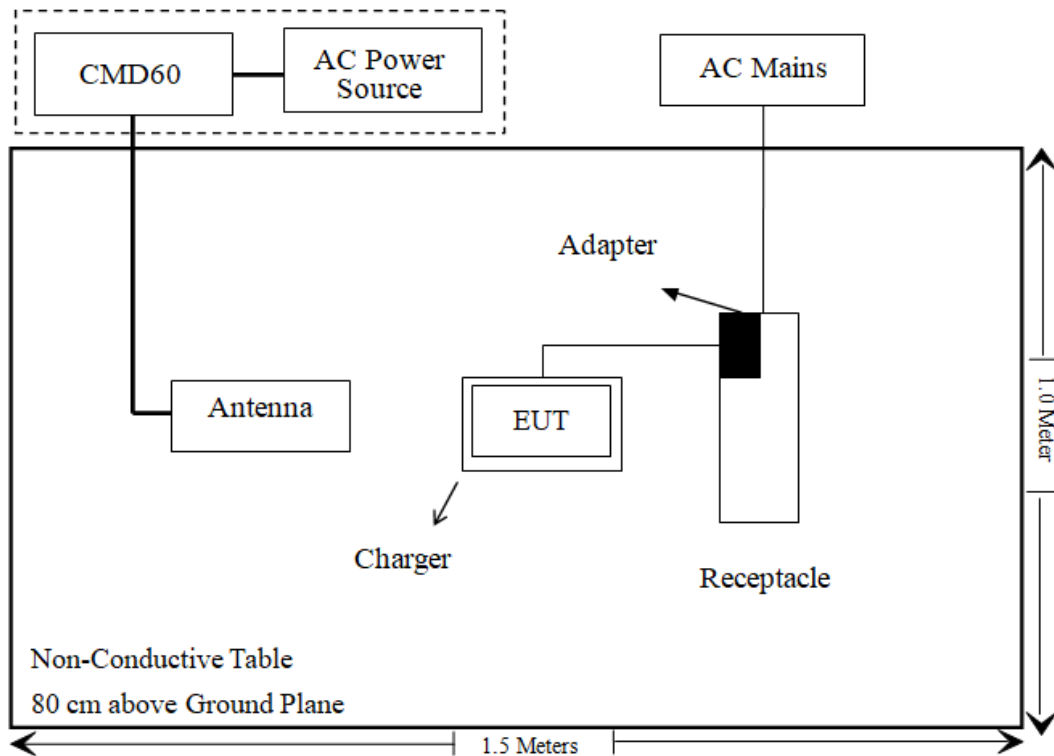 CMD60
AC Power
Source
AC Mains
Adapter
Antenna
EUT
1.0 Meter
Charger
Receptacle
Non-Conductive Table
80 cm above Ground Plane
1.5 Meters